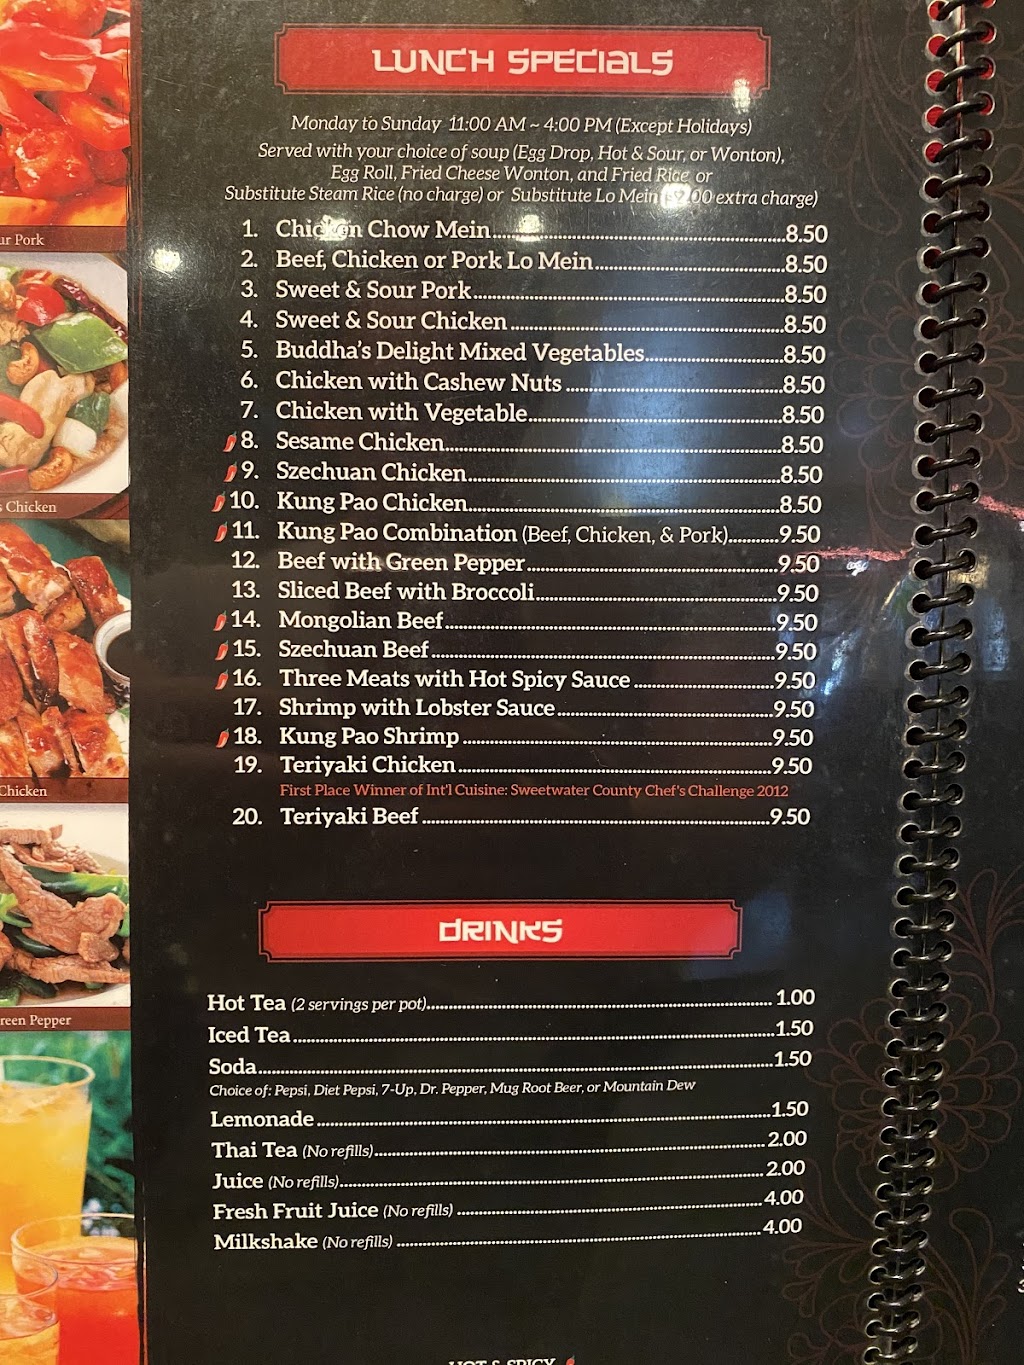 LUNCH SPECIALS
Monday to Sunday 11:00 AM ~ 4:00 PM (Except Holidays)
Served with your choice of soup (Egg Drop, Hot & Sour, or Wonton),
Egg Roll, Fried Cheese Wonton, and Fried Rice or
Substitute Steam Rice (no charge) or Substitute Lo Mein .00 extra charge)
1. Chicken Chow Mein 8.50
2. Beef, Chicken or Pork Lo Mein 8.50
3. Sweet & Sour Pork 8.50
4. Sweet & Sour Chicken 8.50
5. Buddha's Delight Mixed Vegetables 8.50
6. Chicken with Cashew Nuts 8.50
7. Chicken with Vegetable 8.50
8. Sesame Chicken 8.50
9. Szechuan Chicken 8.50
10. Kung Pao Chicken 8.50
11. Kung Pao Combination (Beef, Chicken, & Pork) 9.50
12. Beef with Green Pepper 9.50
13. Sliced Beef with Broccoli 9.50
14. Mongolian Beef 9.50
15. Szechuan Beef 9.50
16. Three Meats with Hot Spicy Sauce 9.50
17. Shrimp with Lobster Sauce 9.50
18. Kung Pao Shrimp 9.50
19. Teriyaki Chicken 9.50
First Place Winner of Int'l Cuisine: Sweetwater County Chef's Challenge 2012
20. Teriyaki Beef 9.50
DRINKS
Hot Tea (2 servings per pot) 1.00
Iced Tea 1.50
Soda 1.50
Choice of: Pepsi, Diet Pepsi, 7-Up, Dr. Pepper, Mug Root Beer, or Mountain Dew
Lemonade 1.50
Thai Tea (No refills) 2.00
Juice (No refills) 2.00
Fresh Fruit Juice (No refills) 4.00
Milkshake (No refills) 4.00
HOT & SPICY
ur Pork
s Chicken
Chicken
reen Pepper